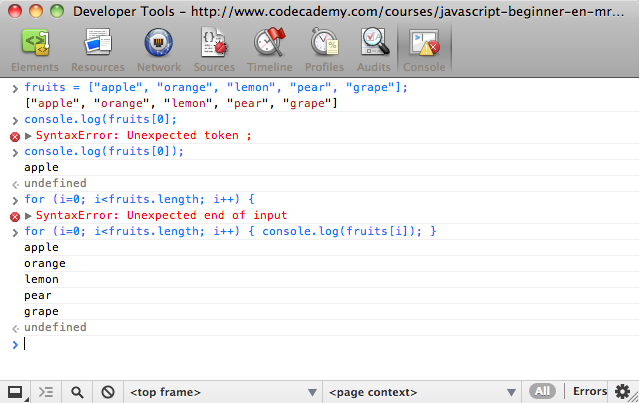 Developer Tools - http://www.codecademy.com/courses/javascript-beginner-en-mr...
Elements Resources Network Sources Timeline Profiles Audits Console
fruits = ["apple", "orange", "lemon", "pear", "grape"];
["apple", "orange", "lemon", "pear", "grape"]
console.log(fruits[0];
SyntaxError: Unexpected token ;
console.log(fruits[0]);
apple
undefined
for (i=0; i<fruits.length; i++) {
SyntaxError: Unexpected end of input
for (i=0; i<fruits.length; i++) { console.log(fruits[i]); }
apple
orange
lemon
pear
grape
undefined
<top frame> <page context> All Errors